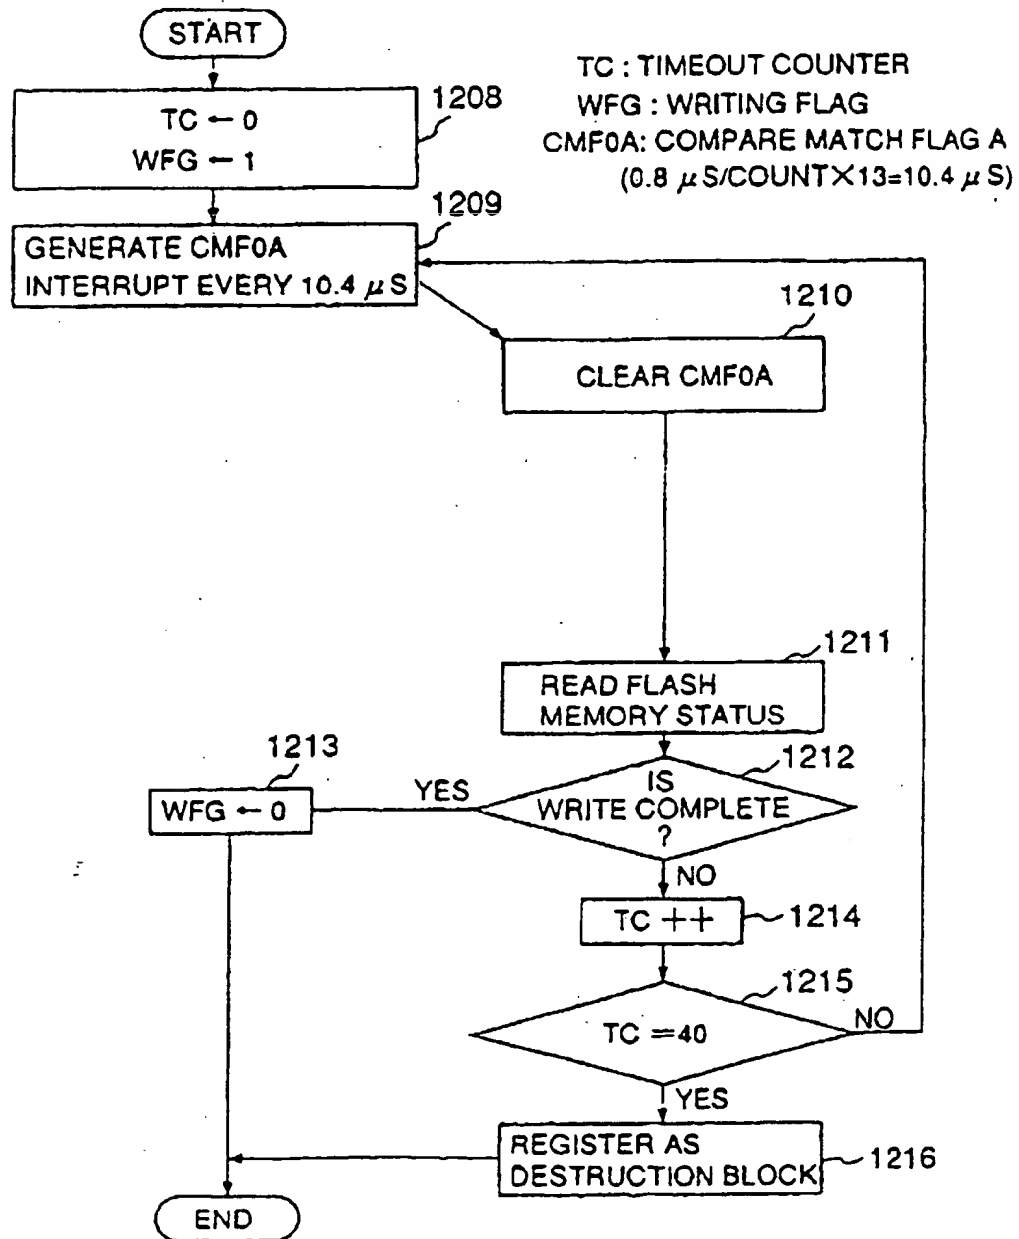 START
TC : TIMEOUT COUNTER
WFG : WRITING FLAG
CMF0A: COMPARE MATCH FLAG A
(0.8 μS/COUNT×13=10.4 μS)
1208
TC ← 0
WFG ← 1
1209
GENERATE CMF0A
INTERRUPT EVERY 10.4 μS
1210
CLEAR CMF0A
1211
READ FLASH
MEMORY STATUS
1212
IS
WRITE COMPLETE
?
YES
1213
WFG ← 0
NO
TC ++
1214
1215
TC =40
NO
YES
REGISTER AS
DESTRUCTION BLOCK
1216
END